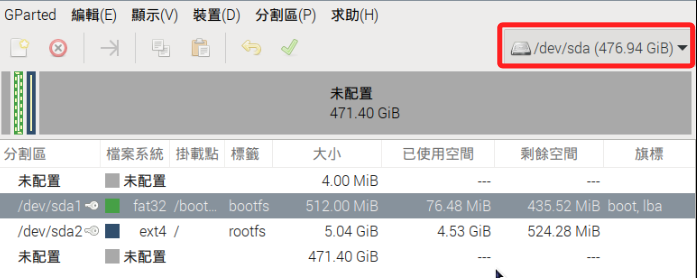 GParted 編輯(E) 顯示(V) 裝置(D) 分割區(P) 求助(H)
/dev/sda (476.94 GiB)
未配置
471.40 GiB
分割區 檔案系統 掛載點 標籤 大小 已使用空間 剩餘空間 旗標
未配置 未配置 4.00 MiB --- ---
/dev/sda1 fat32 /boot... bootfs 512.00 MiB 76.48 MiB 435.52 MiB boot, lba
/dev/sda2 ext4 / rootfs 5.04 GiB 4.53 GiB 524.28 MiB
未配置 未配置 471.40 GiB --- ---